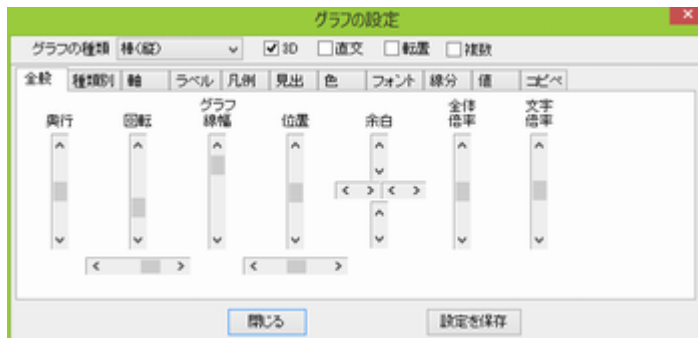 グラフの設定
グラフの種類 棒(縦) 3D 直交 転置 複数
全般 種類別 軸 ラベル 凡例 見出 色 フォント 線分 値 コピペ
奥行 回転 グラフ線幅 位置 余白 全体倍率 文字倍率
閉じる 設定を保存